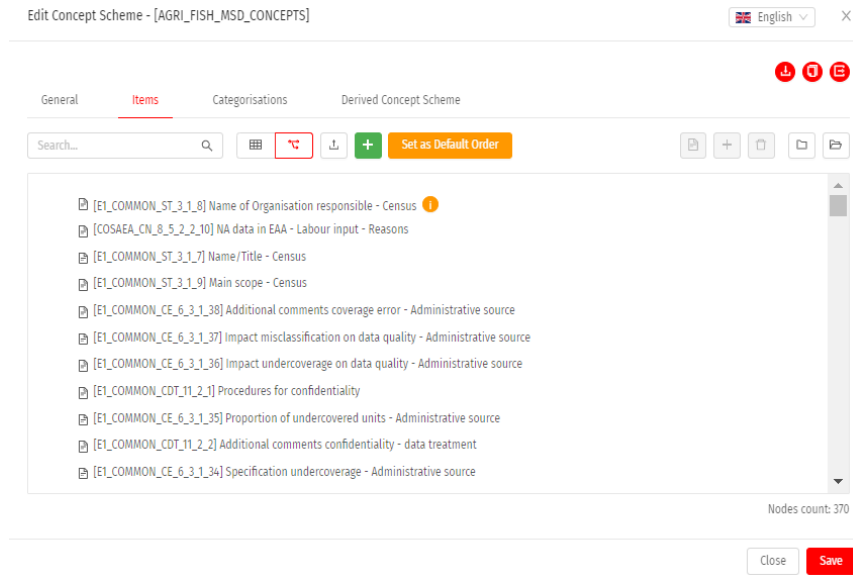 Edit Concept Scheme - [AGRI_FISH_MSD_CONCEPTS]
English
General Items Categorisations Derived Concept Scheme
Search... Set as Default Order
[E1_COMMON_ST_3_1_8] Name of Organisation responsible - Census
[COSAEA_CN_8_5_2_2_10] NA data in EAA - Labour input - Reasons
[E1_COMMON_ST_3_1_7] Name/Title - Census
[E1_COMMON_ST_3_1_9] Main scope - Census
[E1_COMMON_CE_6_3_1_38] Additional comments coverage error - Administrative source
[E1_COMMON_CE_6_3_1_37] Impact misclassification on data quality - Administrative source
[E1_COMMON_CE_6_3_1_36] Impact undercoverage on data quality - Administrative source
[E1_COMMON_CDT_11_2_1] Procedures for confidentiality
[E1_COMMON_CE_6_3_1_35] Proportion of undercovered units - Administrative source
[E1_COMMON_CDT_11_2_2] Additional comments confidentiality - data treatment
[E1_COMMON_CE_6_3_1_34] Specification undercoverage - Administrative source
Nodes count: 370
Close Save